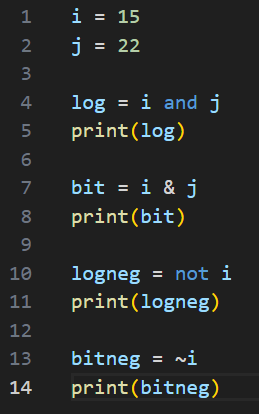 1 i = 15
2 j = 22
3
4 log = i and j
5 print(log)
6
7 bit = i & j
8 print(bit)
9
10 logneg = not i
11 print(logneg)
12
13 bitneg = ~i
14 print(bitneg)